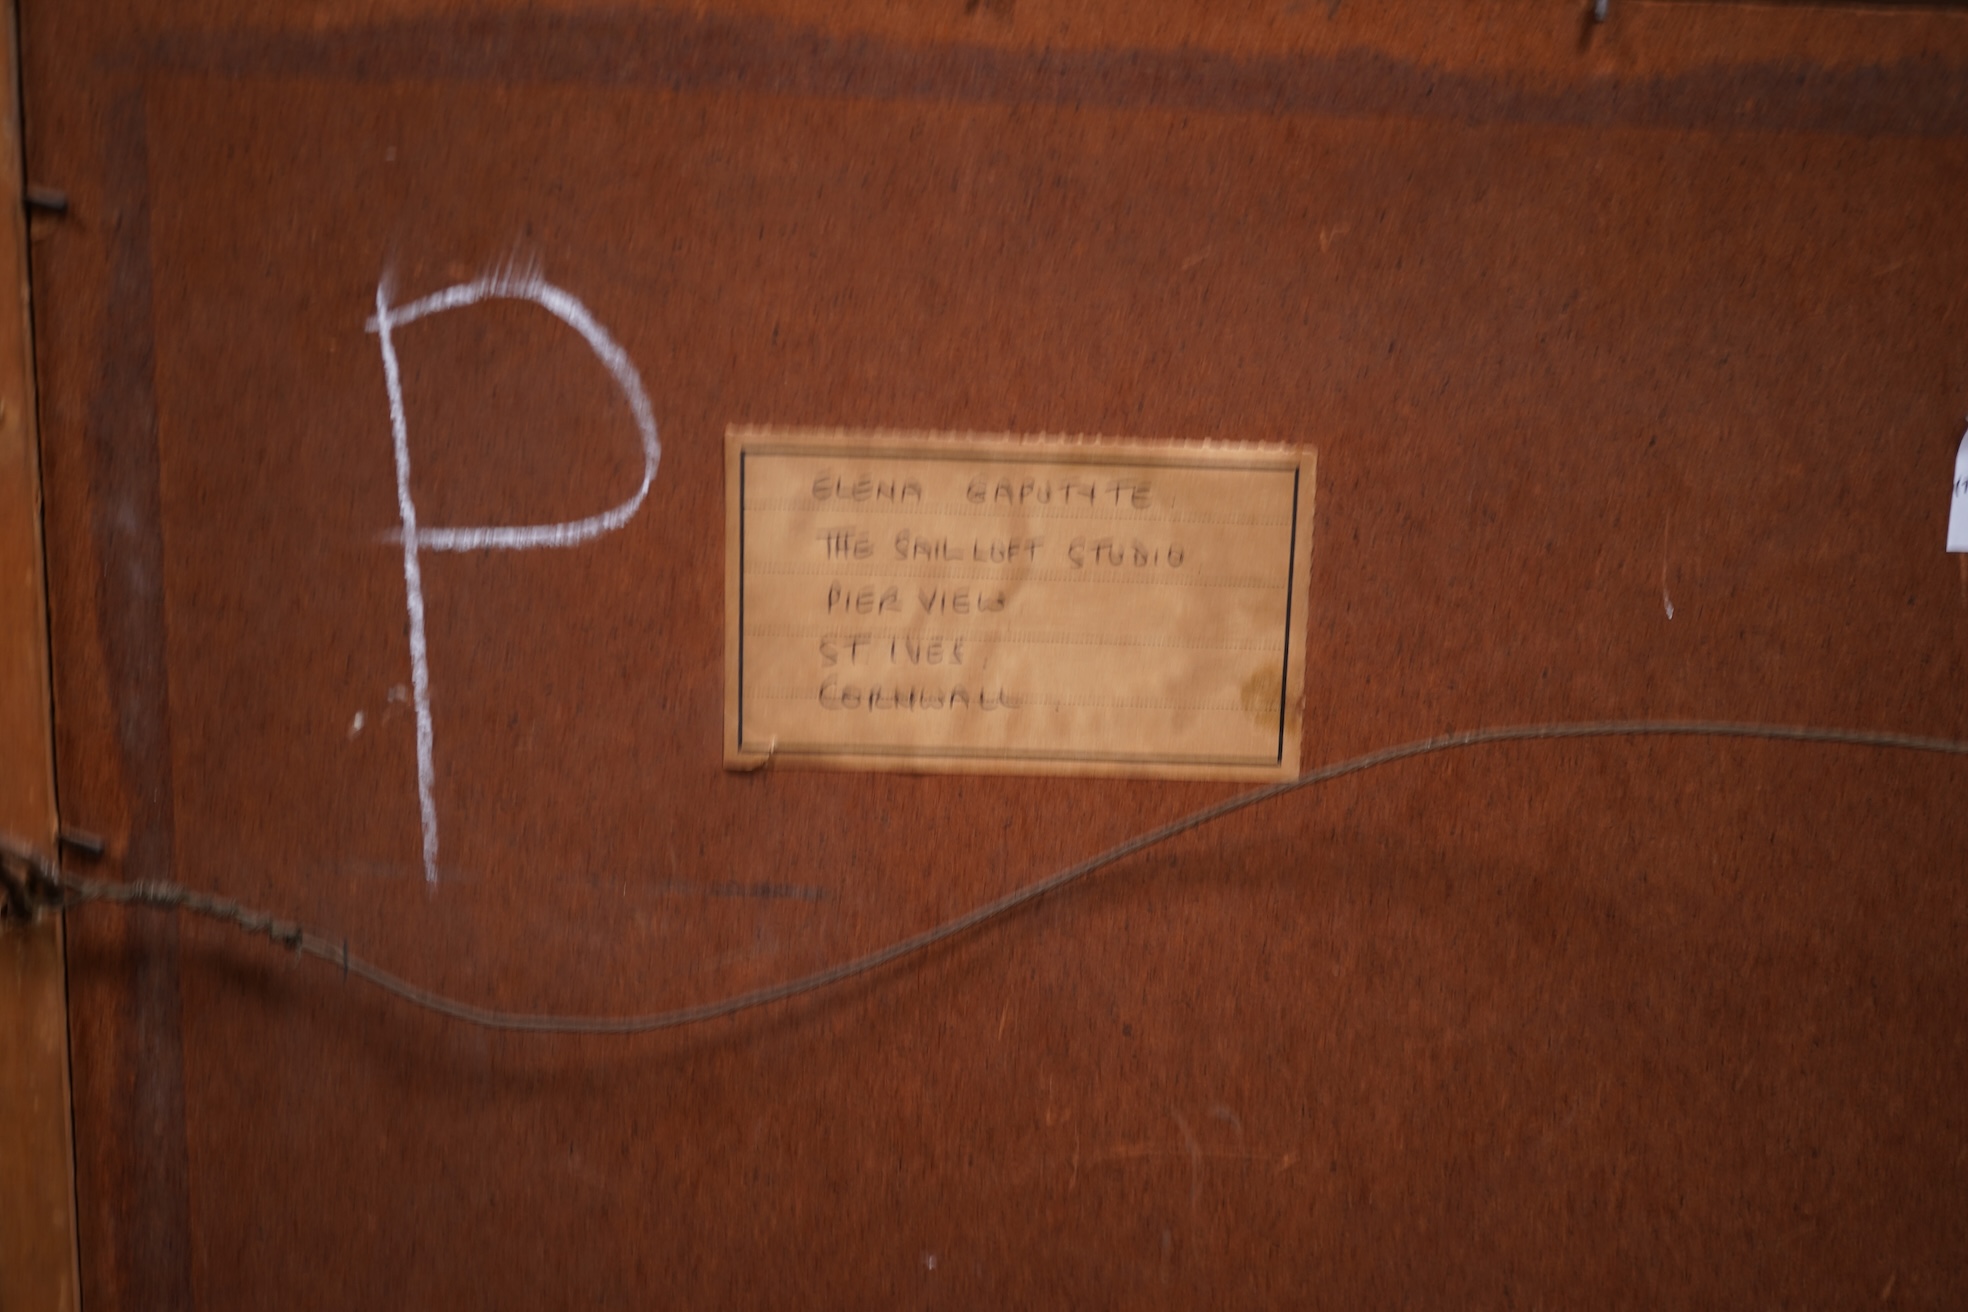 P
ELENA GAPUTYTE
THE SAIL LOFT STUDIO
PIER VIEW
ST. IVES.
CORNWALL.